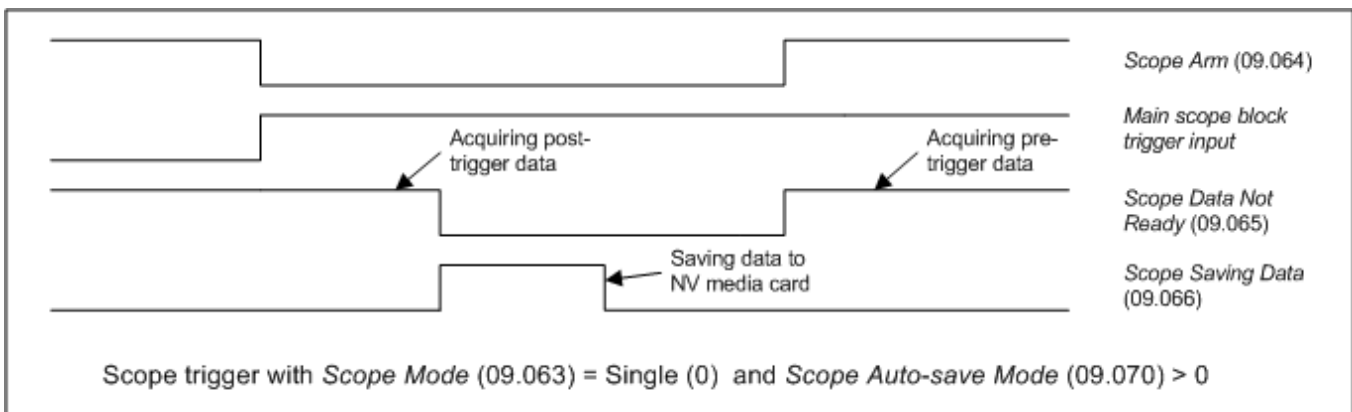 Scope Arm (09.064)
Main scope block
trigger input
Acquiring post-
trigger data
Acquiring pre-
trigger data
Scope Data Not
Ready (09.065)
Saving data to
NV media card
Scope Saving Data
(09.066)
Scope trigger with Scope Mode (09.063) = Single (0) and Scope Auto-save Mode (09.070) > 0